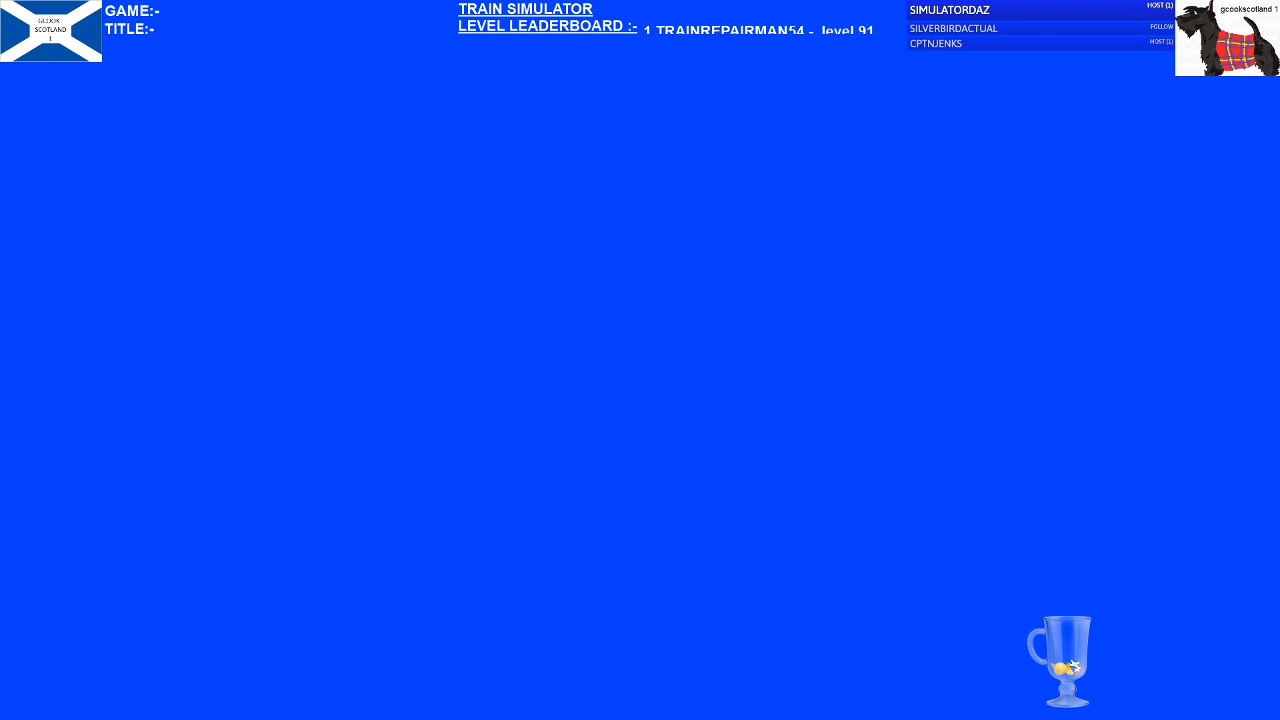 GCOOK
SCOTLAND
1
GAME:-
TITLE:-
TRAIN SIMULATOR
LEVEL LEADERBOARD :-
1 TRAINREPAIRMAN54 - level 91
SIMULATORDAZ HOST (1)
SILVERBIRDACTUAL FOLLOW
CPTNJENKS HOST (1)
gcookscotland 1